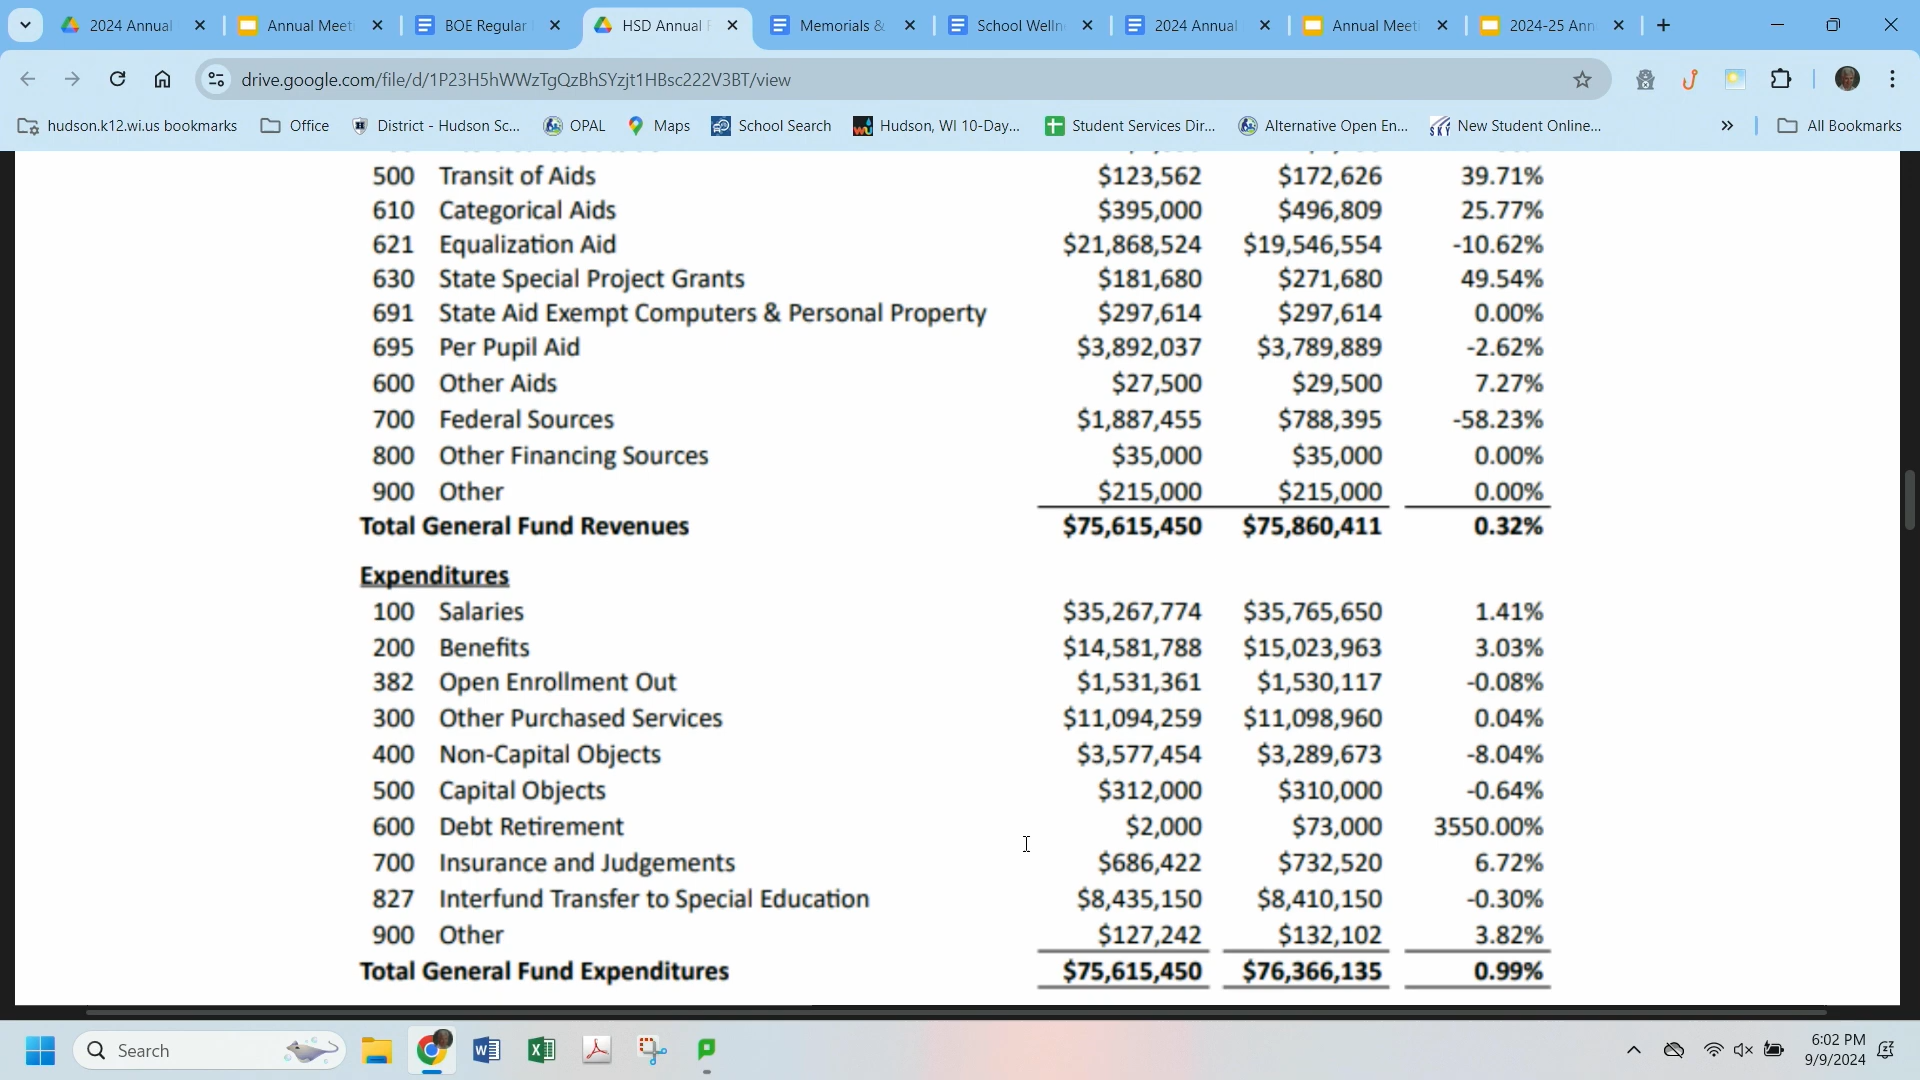 2024 Annual
Annual Meeti
BOE Regular
HSD Annual
Memorials &
School Welln
2024 Annual
Annual Meeti
2024-25 Ann
drive.google.com/file/d/1P23H5hWWzTgQzBhSYzjt1HBsc222V3BT/view
hudson.k12.wi.us bookmarks
Office
District - Hudson Sc...
OPAL
Maps
School Search
Hudson, WI 10-Day...
Student Services Dir...
Alternative Open En...
New Student Online...
All Bookmarks
500 Transit of Aids $123,562 $172,626 39.71%
610 Categorical Aids $395,000 $496,809 25.77%
621 Equalization Aid $21,868,524 $19,546,554 -10.62%
630 State Special Project Grants $181,680 $271,680 49.54%
691 State Aid Exempt Computers & Personal Property $297,614 $297,614 0.00%
695 Per Pupil Aid $3,892,037 $3,789,889 -2.62%
600 Other Aids $27,500 $29,500 7.27%
700 Federal Sources $1,887,455 $788,395 -58.23%
800 Other Financing Sources $35,000 $35,000 0.00%
900 Other $215,000 $215,000 0.00%
Total General Fund Revenues $75,615,450 $75,860,411 0.32%
Expenditures
100 Salaries $35,267,774 $35,765,650 1.41%
200 Benefits $14,581,788 $15,023,963 3.03%
382 Open Enrollment Out $1,531,361 $1,530,117 -0.08%
300 Other Purchased Services $11,094,259 $11,098,960 0.04%
400 Non-Capital Objects $3,577,454 $3,289,673 -8.04%
500 Capital Objects $312,000 $310,000 -0.64%
600 Debt Retirement $2,000 $73,000 3550.00%
700 Insurance and Judgements $686,422 $732,520 6.72%
827 Interfund Transfer to Special Education $8,435,150 $8,410,150 -0.30%
900 Other $127,242 $132,102 3.82%
Total General Fund Expenditures $75,615,450 $76,366,135 0.99%
Search
6:02 PM
9/9/2024